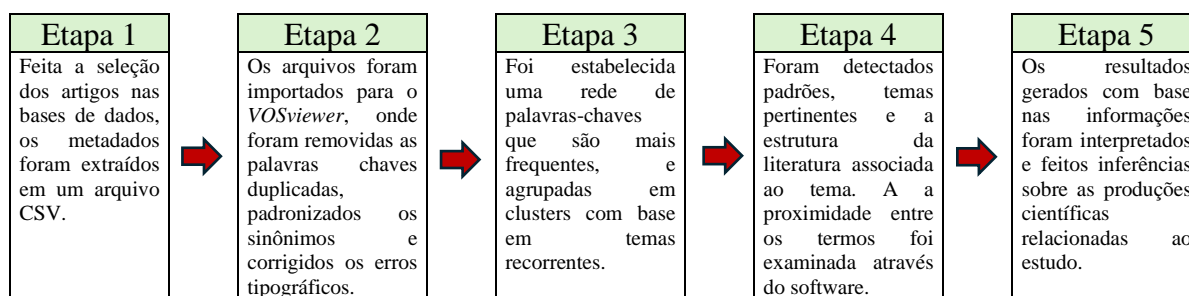 Etapa 1
Feita a seleção
dos artigos nas
bases de dados,
os metadados
foram extraídos
em um arquivo
CSV.
Etapa 2
Os arquivos foram
importados para o
VOSviewer, onde
foram removidas as
palavras chaves
duplicadas,
padronizados os
sinônimos e
corrigidos os erros
tipográficos.
Etapa 3
Foi estabelecida
uma rede de
palavras-chaves
que são mais
frequentes, e
agrupadas em
clusters com base
em temas
recorrentes.
Etapa 4
Foram detectados
padrões, temas
pertinentes e a
estrutura da
literatura associada
ao tema. A a
proximidade entre
os termos foi
examinada através
do software.
Etapa 5
Os resultados
gerados com base
nas informações
foram interpretados
e feitos inferências
sobre as produções
científicas
relacionadas ao
estudo.